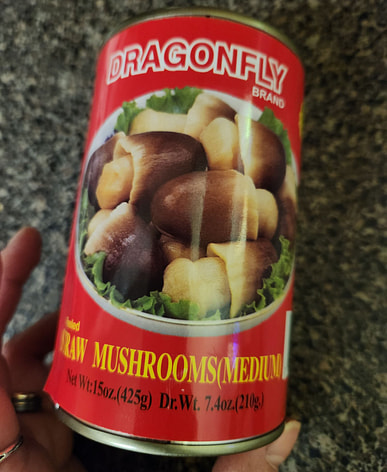 DRAGONFLY
BRAND
RAW MUSHROOMS(MEDIUM)
Net Wt:15oz.(425g) Dr.Wt. 7.4oz.(210g.)